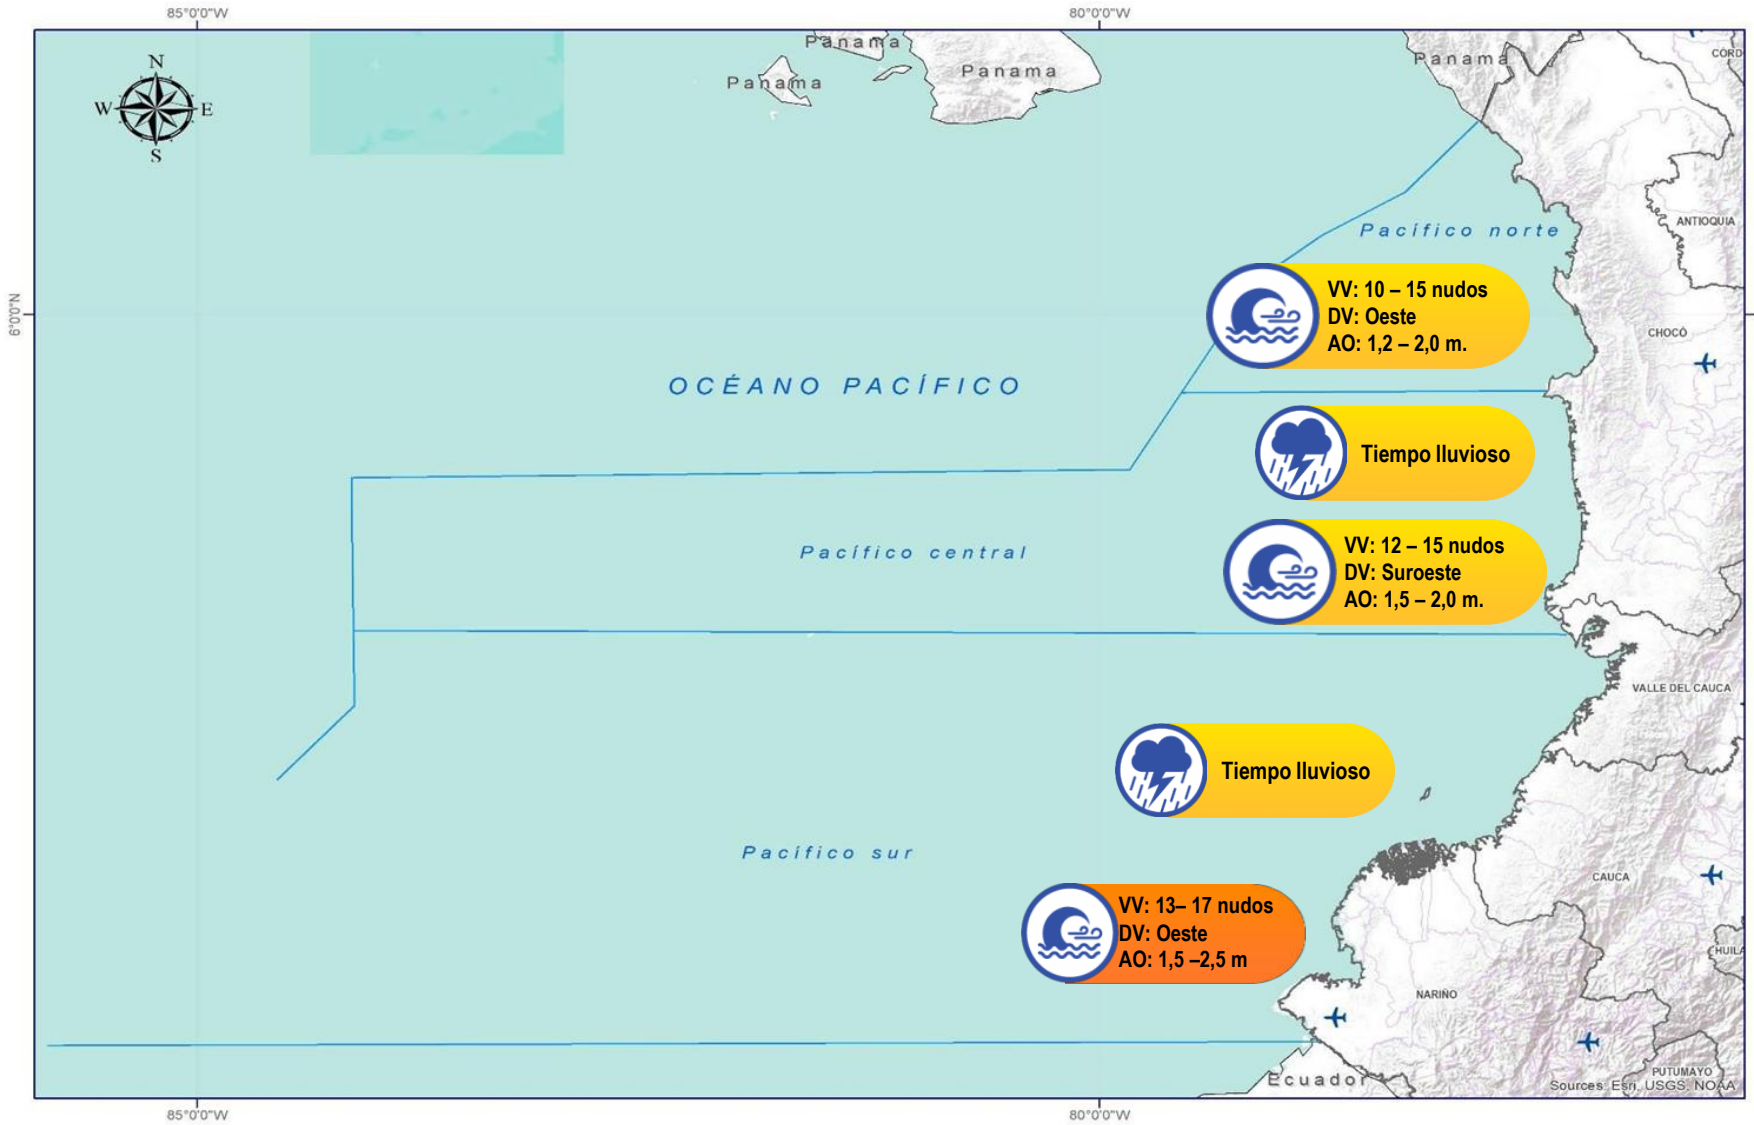 85°0'0"W
80°0'0"W
N
W
E
S
Panama
Panama
Panama
Panama
CORD
ANTIOQUIA
Pacífico norte
VV: 10 – 15 nudos
DV: Oeste
AO: 1,2 – 2,0 m.
6°0'0"N
CHOCÓ
OCÉANO PACÍFICO
Tiempo lluvioso
Pacífico central
VV: 12 – 15 nudos
DV: Suroeste
AO: 1,5 – 2,0 m.
VALLE DEL CAUCA
Tiempo lluvioso
Pacífico sur
CAUCA
VV: 13– 17 nudos
DV: Oeste
AO: 1,5 –2,5 m
HUILA
NARIÑO
PUTUMAYO
Ecuador
Sources: Esri, USGS, NOAA
85°0'0"W
80°0'0"W